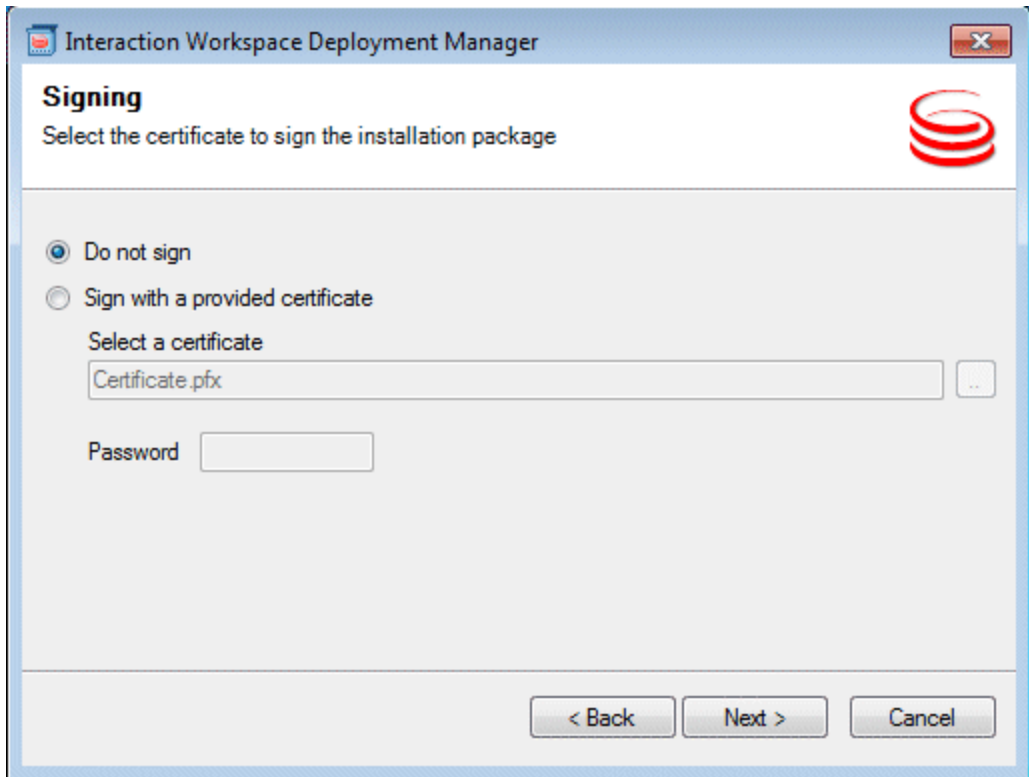 Interaction Workspace Deployment Manager
Signing
Select the certificate to sign the installation package
Do not sign
Sign with a provided certificate
Select a certificate
Certificate.pfx
..
Password
< Back
Next >
Cancel